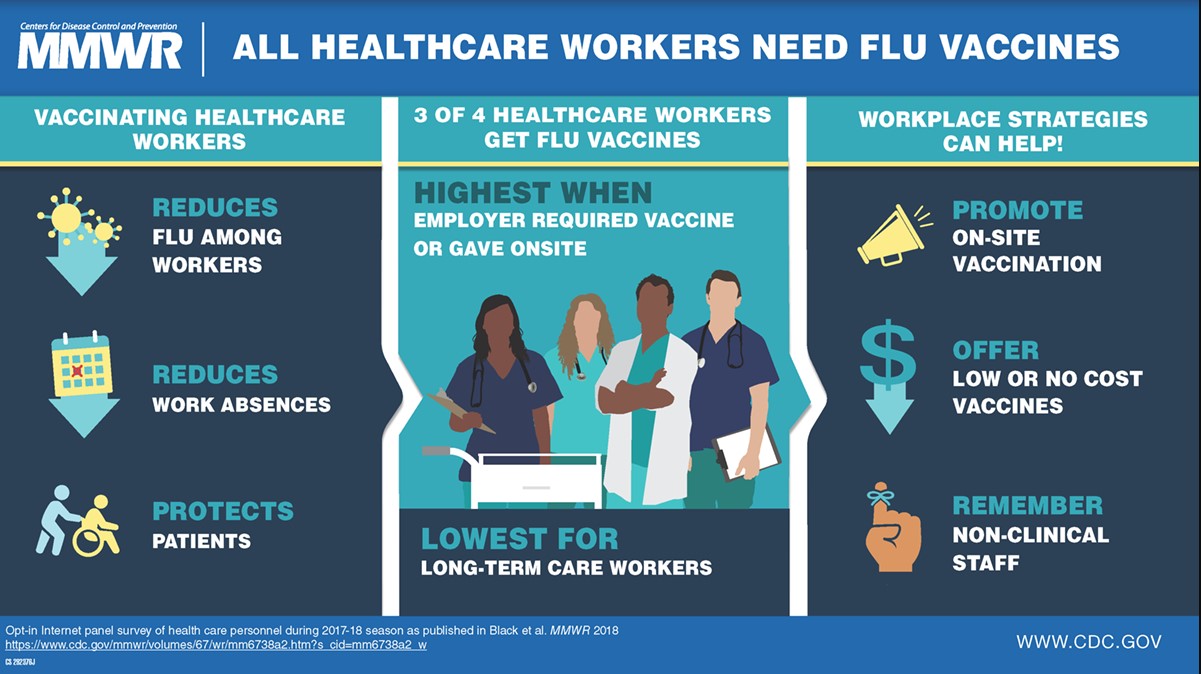 Centers for Disease Control and Prevention
MMWR
ALL HEALTHCARE WORKERS NEED FLU VACCINES
VACCINATING HEALTHCARE
WORKERS
REDUCES
FLU AMONG
WORKERS
REDUCES
WORK ABSENCES
PROTECTS
PATIENTS
3 OF 4 HEALTHCARE WORKERS
GET FLU VACCINES
HIGHEST WHEN
EMPLOYER REQUIRED VACCINE
OR GAVE ONSITE
LOWEST FOR
LONG-TERM CARE WORKERS
WORKPLACE STRATEGIES
CAN HELP!
PROMOTE
ON-SITE
VACCINATION
$
OFFER
LOW OR NO COST
VACCINES
REMEMBER
NON-CLINICAL
STAFF
Opt-in Internet panel survey of health care personnel during 2017-18 season as published in Black et al. MMWR 2018
https://www.cdc.gov/mmwr/volumes/67/wr/mm6738a2.htm?s_cid=mm6738a2_w
WWW.CDC.GOV